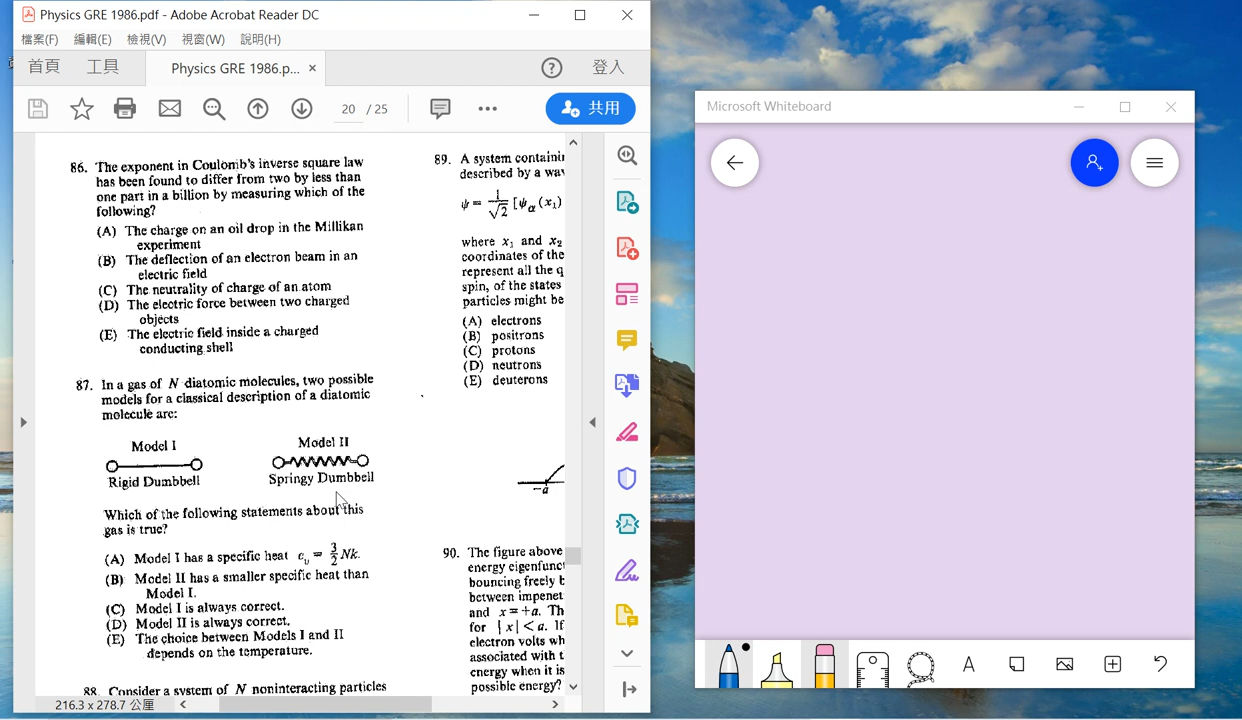 Physics GRE 1986.pdf - Adobe Acrobat Reader DC
檔案(F) 編輯(E) 檢視(V) 視窗(W) 說明(H)
首頁 工具 Physics GRE 1986.p... × ? 登入
20 / 25 共用
86. The exponent in Coulomb's inverse square law
has been found to differ from two by less than
one part in a billion by measuring which of the
following?
(A) The charge on an oil drop in the Millikan
experiment
(B) The deflection of an electron beam in an
electric field
(C) The neutrality of charge of an atom
(D) The electric force between two charged
objects
(E) The electric field inside a charged
conducting shell
87. In a gas of N diatomic molecules, two possible
models for a classical description of a diatomic
molecule are:
Model I Model II
Rigid Dumbbell Springy Dumbbell
Which of the following statements about this
gas is true?
(A) Model I has a specific heat c_v = 3/2 Nk.
(B) Model II has a smaller specific heat than
Model I.
(C) Model I is always correct.
(D) Model II is always correct.
(E) The choice between Models I and II
depends on the temperature.
88. Consider a system of N noninteracting particles
89. A system containi
described by a wav
ψ = 1/√2 [ψ_α (x₁)
where x₁ and x₂
coordinates of the
represent all the q
spin, of the states
particles might be
(A) electrons
(B) positrons
(C) protons
(D) neutrons
(E) deuterons
-a
90. The figure above
energy eigenfunct
bouncing freely b
between impenet
and x = +a. Th
for |x| < a. If
electron volts wh
associated with t
energy when it is
possible energy?
216.3 x 278.7 公厘
Microsoft Whiteboard
A